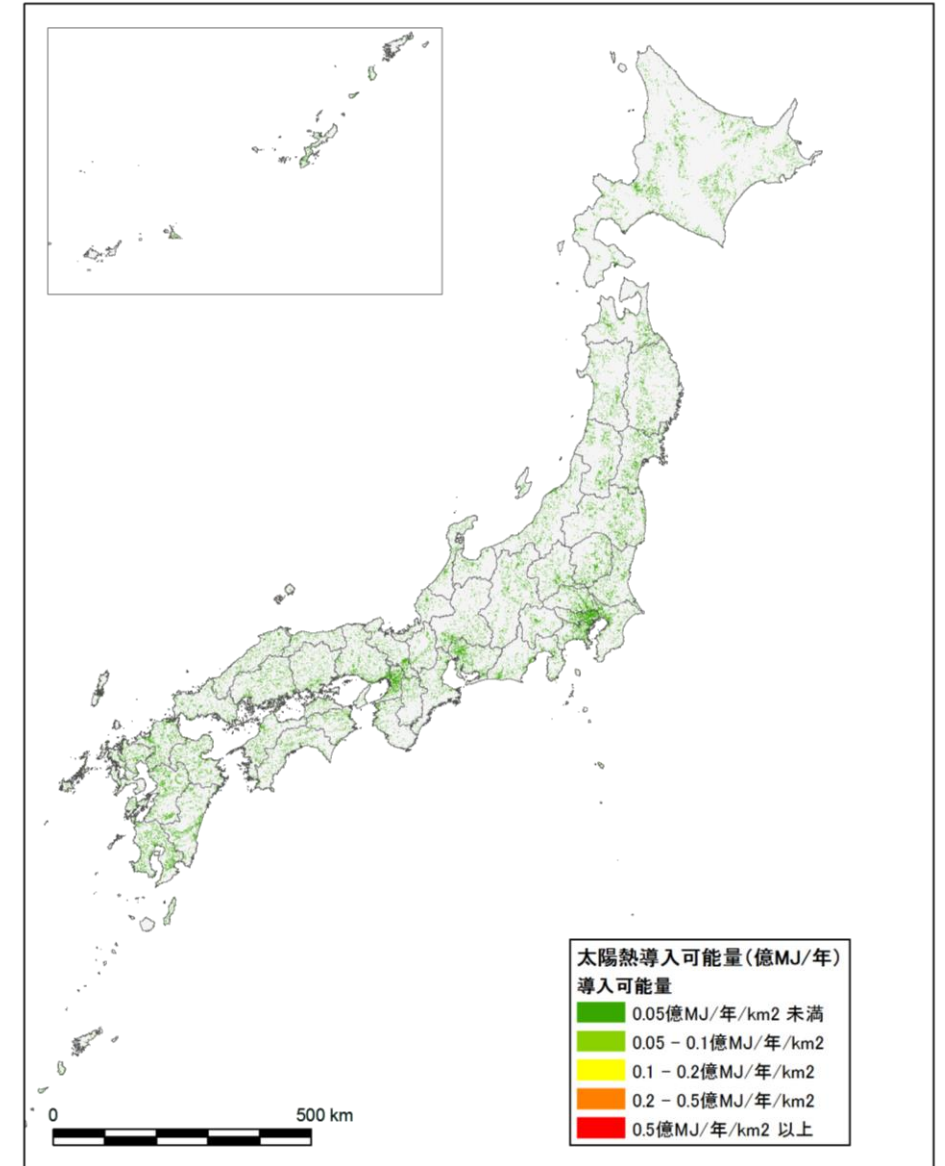 太陽熱導入可能量(億MJ/年)
導入可能量
0.05億MJ/年/km2 未満
0.05 - 0.1億MJ/年/km2
0.1 - 0.2億MJ/年/km2
0.2 - 0.5億MJ/年/km2
0.5億MJ/年/km2 以上
0 500 km